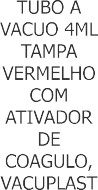 TUBO A
VACUO 4ML
TAMPA
VERMELHO
COM
ATIVADOR
DE
COAGULO,
VACUPLAST